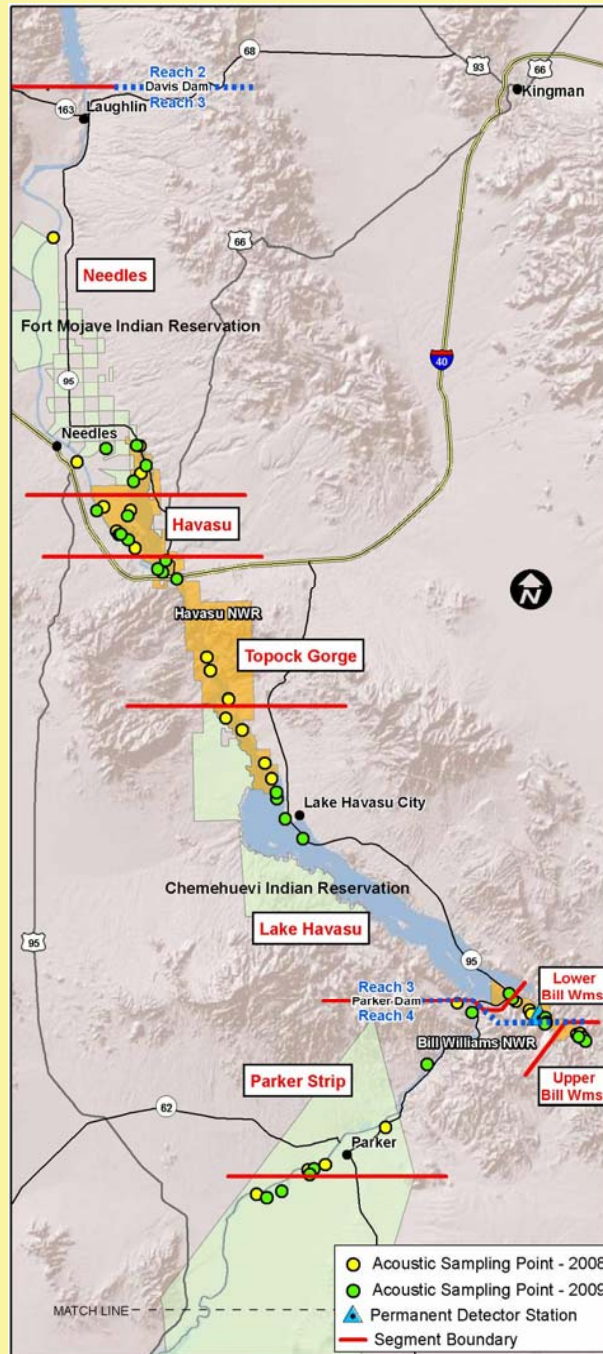 68
93
66
Reach 2
Davis Dam
Reach 3
Kingman
163
Laughlin
66
Needles
Fort Mojave Indian Reservation
40
95
Needles
Havasu
N
Havasu NWR
Topock Gorge
Lake Havasu City
Chemehuevi Indian Reservation
Lake Havasu
95
95
Reach 3
Parker Dam
Reach 4
Lower
Bill Wms
Bill Williams NWR
Upper
Bill Wms
Parker Strip
62
Parker
Acoustic Sampling Point - 2008
Acoustic Sampling Point - 2009
Permanent Detector Station
Segment Boundary
MATCH LINE